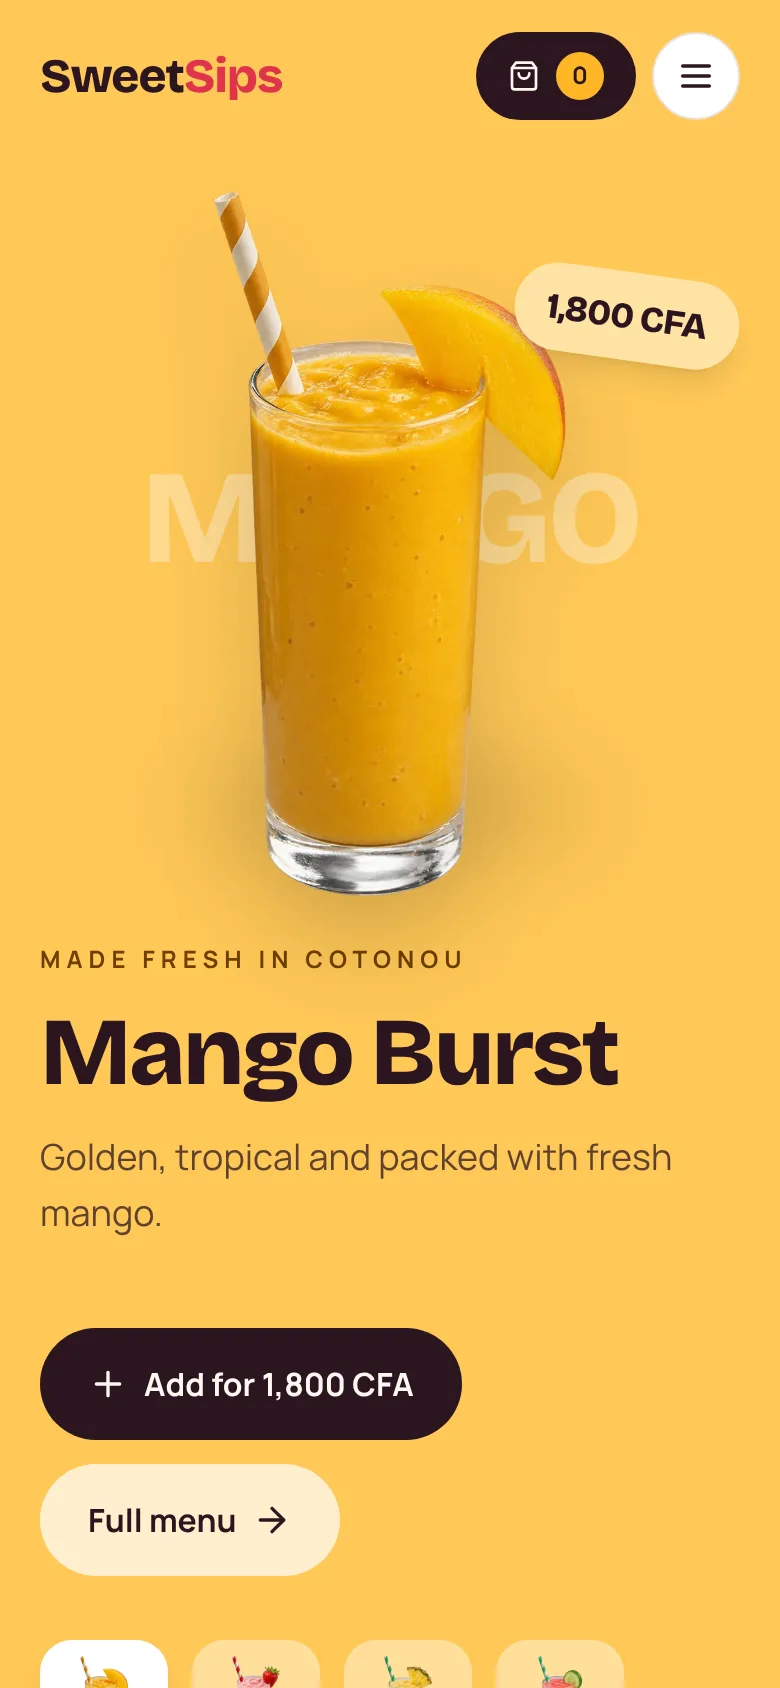 SweetSips
0
1,800 CFA
MADE FRESH IN COTONOU
Mango Burst
Golden, tropical and packed with fresh
mango.
Add for 1,800 CFA
Full menu